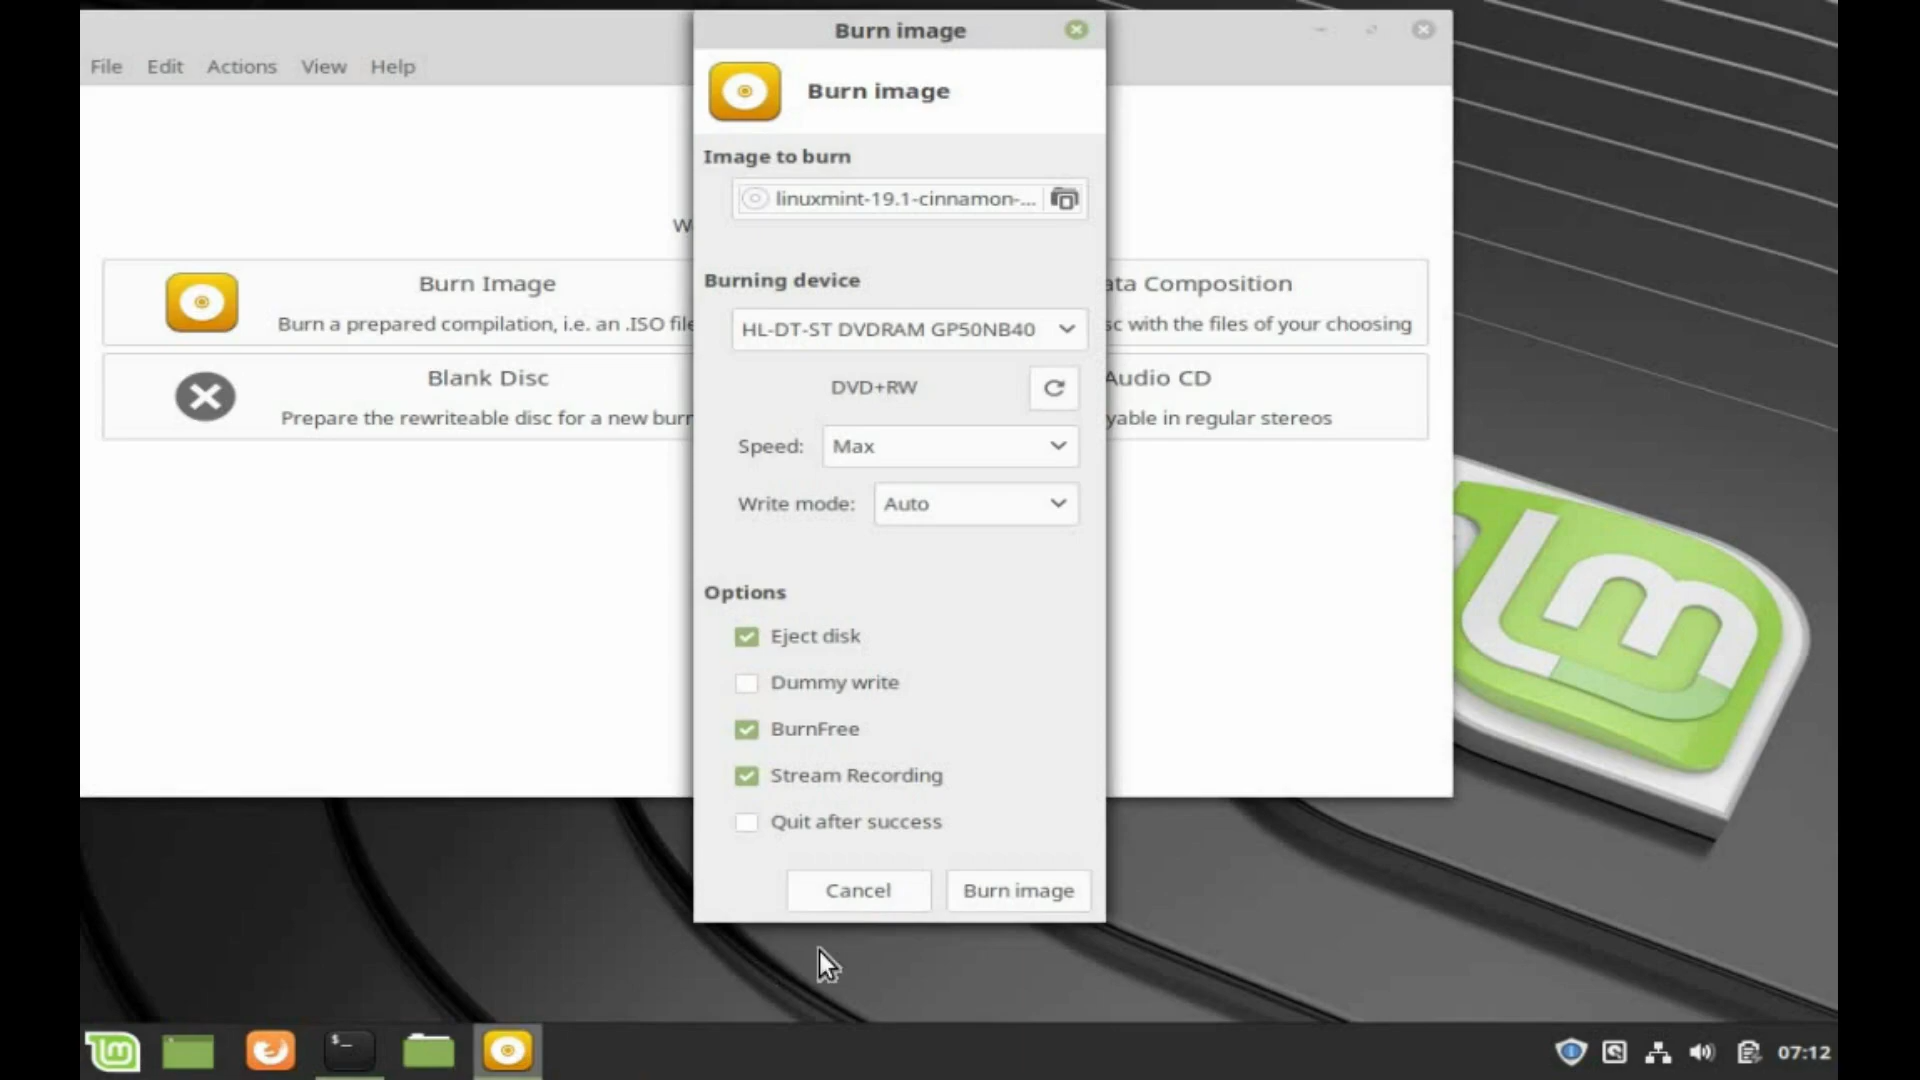 Burn image
File Edit Actions View Help
Burn image
Image to burn
linuxmint-19.1-cinnamon-...
Burning device
Burn Image
ata Composition
Burn a prepared compilation, i.e. an .ISO file
sc with the files of your choosing
HL-DT-ST DVDRAM GP50NB40
DVD+RW
Blank Disc
Audio CD
Prepare the rewriteable disc for a new burn
yable in regular stereos
Speed: Max
Write mode: Auto
Options
Eject disk
Dummy write
BurnFree
Stream Recording
Quit after success
Cancel Burn image
07:12